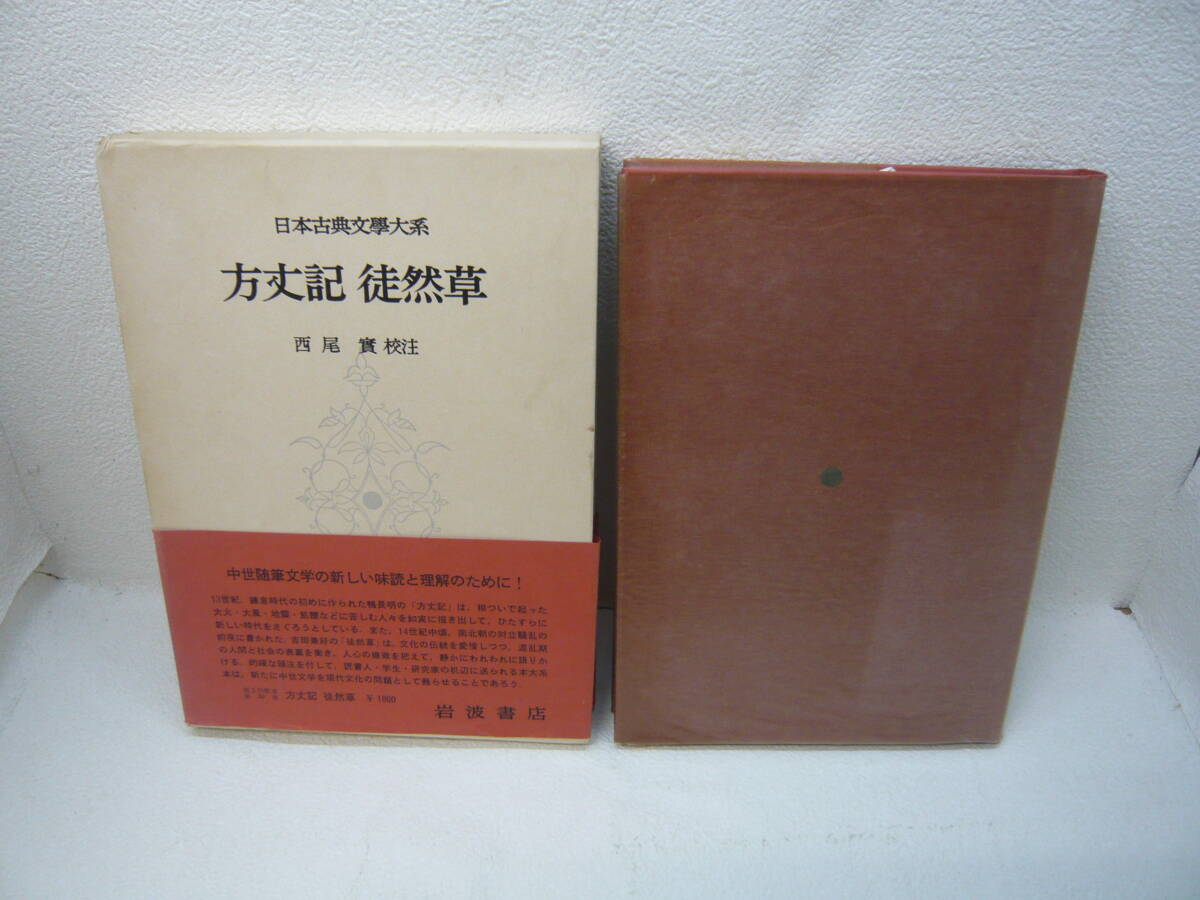 日本古典文學大系
方丈記 徒然草
西尾 實 校注
中世随筆文学の新しい味読と理解のために！
13世紀，鎌倉時代の初めに作られた鴨長明の「方丈記」は，相ついで起った
大火・大風・地震・飢饉などに苦しむ人々を如実に描き出して，ひたすらに
新しい時代をさぐろうとしている．また，14世紀中頃，南北朝の対立騒乱の
前夜に書かれた，吉田兼好の「徒然草」は，文化の伝統を愛惜しつつ，混乱期
の人間と社会の表裏を衝き，人心の機微を把えて，静かにわれわれに語りか
ける．的確な頭注を付して，読書人・学生・研究家の机辺に送られる本大系
本は，新たに中世文学を現代文化の問題として甦らせることであろう．
方丈記 徒然草 ￥1800
岩波書店